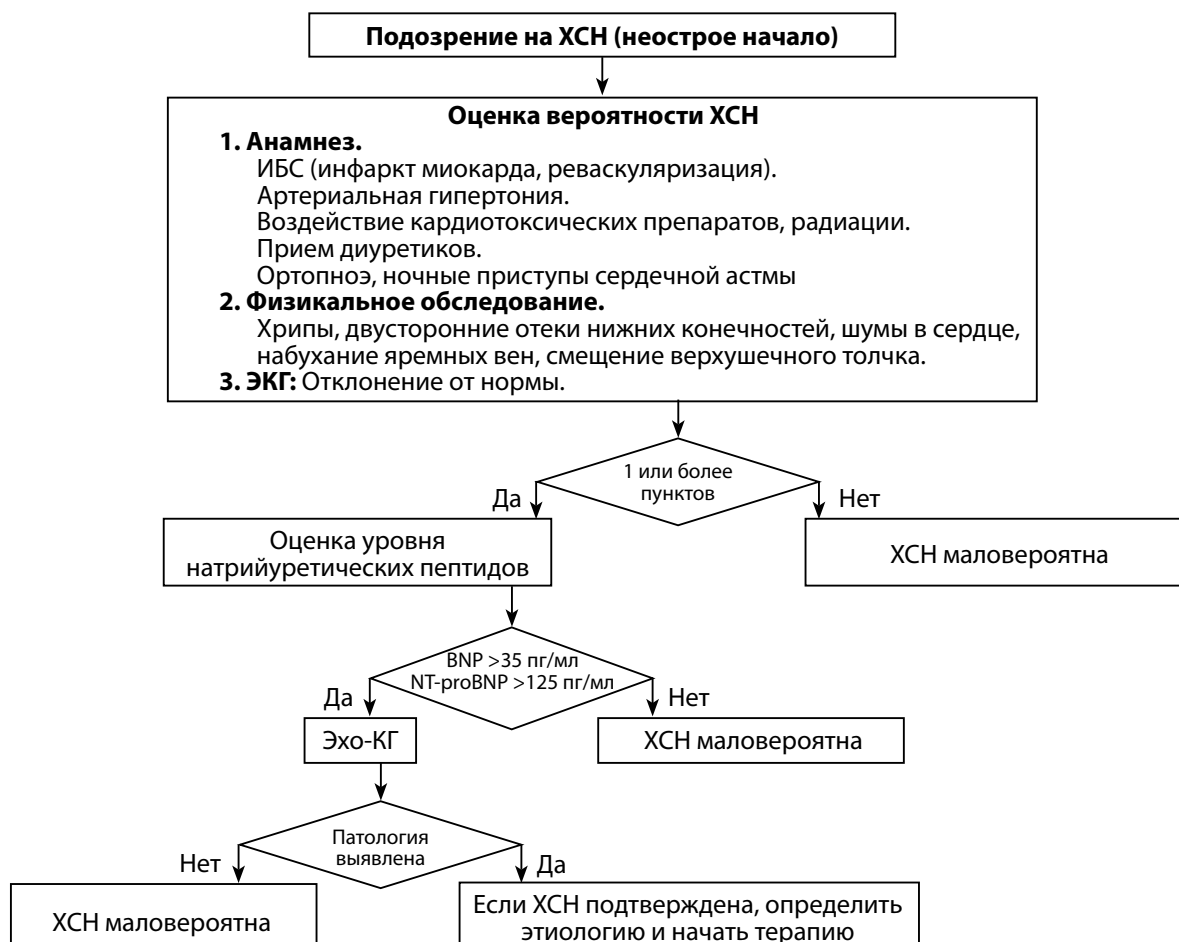 Подозрение на ХСН (неострое начало)
Оценка вероятности ХСН
1. Анамнез.
ИБС (инфаркт миокарда, реваскуляризация).
Артериальная гипертония.
Воздействие кардиотоксических препаратов, радиации.
Прием диуретиков.
Ортопноэ, ночные приступы сердечной астмы
2. Физикальное обследование.
Хрипы, двусторонние отеки нижних конечностей, шумы в сердце,
набухание яремных вен, смещение верхушечного толчка.
3. ЭКГ: Отклонение от нормы.
1 или более
пунктов
Да
Нет
Оценка уровня
натрийуретических пептидов
ХСН маловероятна
BNP >35 пг/мл
NT-proBNP >125 пг/мл
Да
Нет
Эхо-КГ
ХСН маловероятна
Патология
выявлена
Нет
Да
ХСН маловероятна
Если ХСН подтверждена, определить
этиологию и начать терапию